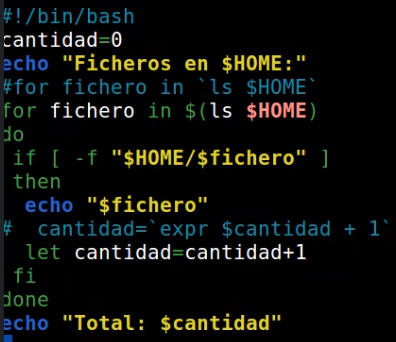 #!/bin/bash
cantidad=0
echo "Ficheros en $HOME:"
#for fichero in `ls $HOME`
for fichero in $(ls $HOME)
do
 if [ -f "$HOME/$fichero" ]
 then
  echo "$fichero"
#  cantidad=`expr $cantidad + 1`
  let cantidad=cantidad+1
 fi
done
echo "Total: $cantidad"